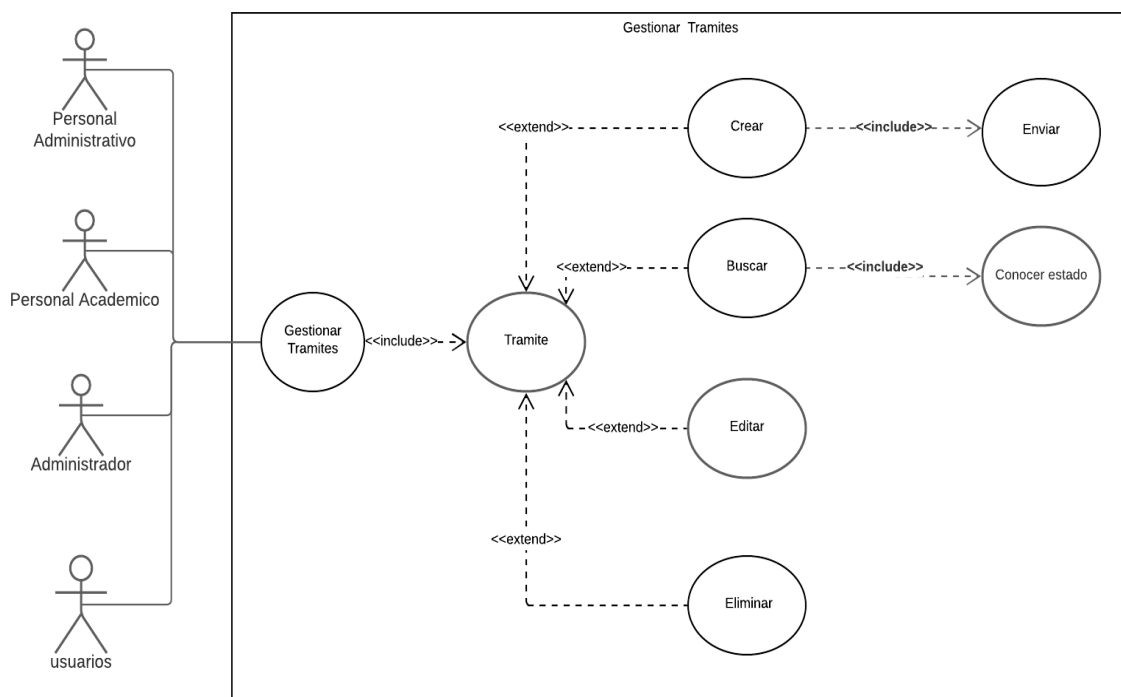 Gestionar Tramites
Personal
Administrativo
Personal Academico
Administrador
usuarios
Gestionar
Tramites
<<include>>
Tramite
<<extend>>
Crear
<<include>>
Enviar
<<extend>>
Buscar
<<include>>
Conocer estado
<<extend>>
Editar
<<extend>>
Eliminar